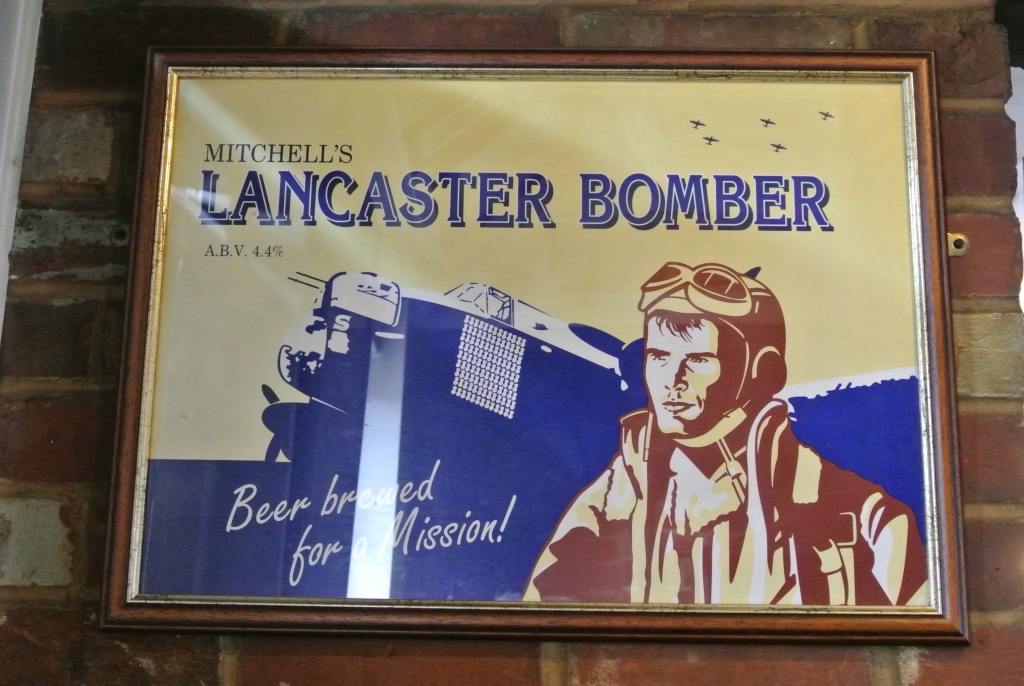 MITCHELL'S
LANCASTER BOMBER
A.B.V. 4.4%
S
Beer brewed
for a Mission!